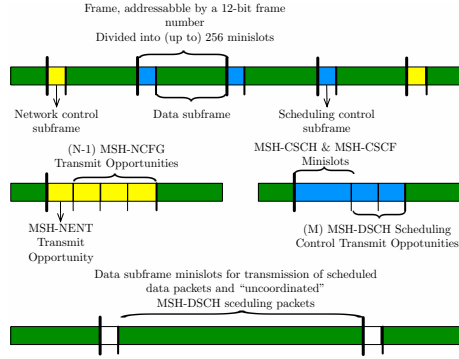 Frame, addressabble by a 12-bit frame
number
Divided into (up to) 256 minislots
Network control
subframe
Data subframe
Scheduling control
subframe
(N-1) MSH-NCFG
Transmit Opportunities
MSH-NENT
Transmit
Opportunity
MSH-CSCH & MSH-CSCF
Minislots
(M) MSH-DSCH Scheduling
Control Transmit Oppotunities
Data subframe minislots for transmission of scheduled
data packets and “uncoordinated”
MSH-DSCH sceduling packets